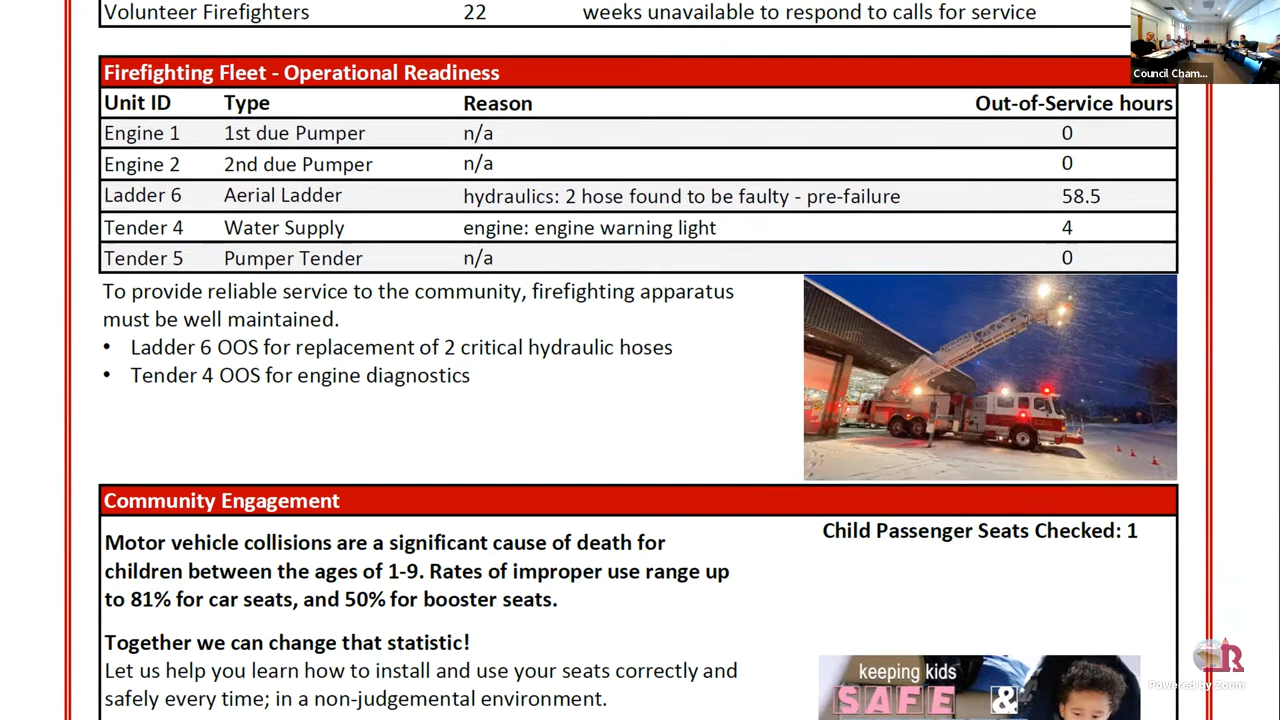 Volunteer Firefighters 22 weeks unavailable to respond to calls for service
Council Cham...
Firefighting Fleet - Operational Readiness
Unit ID Type Reason Out-of-Service hours
Engine 1 1st due Pumper n/a 0
Engine 2 2nd due Pumper n/a 0
Ladder 6 Aerial Ladder hydraulics: 2 hose found to be faulty - pre-failure 58.5
Tender 4 Water Supply engine: engine warning light 4
Tender 5 Pumper Tender n/a 0
To provide reliable service to the community, firefighting apparatus
must be well maintained.
• Ladder 6 OOS for replacement of 2 critical hydraulic hoses
• Tender 4 OOS for engine diagnostics
Community Engagement
Child Passenger Seats Checked: 1
Motor vehicle collisions are a significant cause of death for
children between the ages of 1-9. Rates of improper use range up
to 81% for car seats, and 50% for booster seats.
Together we can change that statistic!
Let us help you learn how to install and use your seats correctly and
safely every time; in a non-judgemental environment.
keeping kids
SAFE &
R
Powered by Zoom